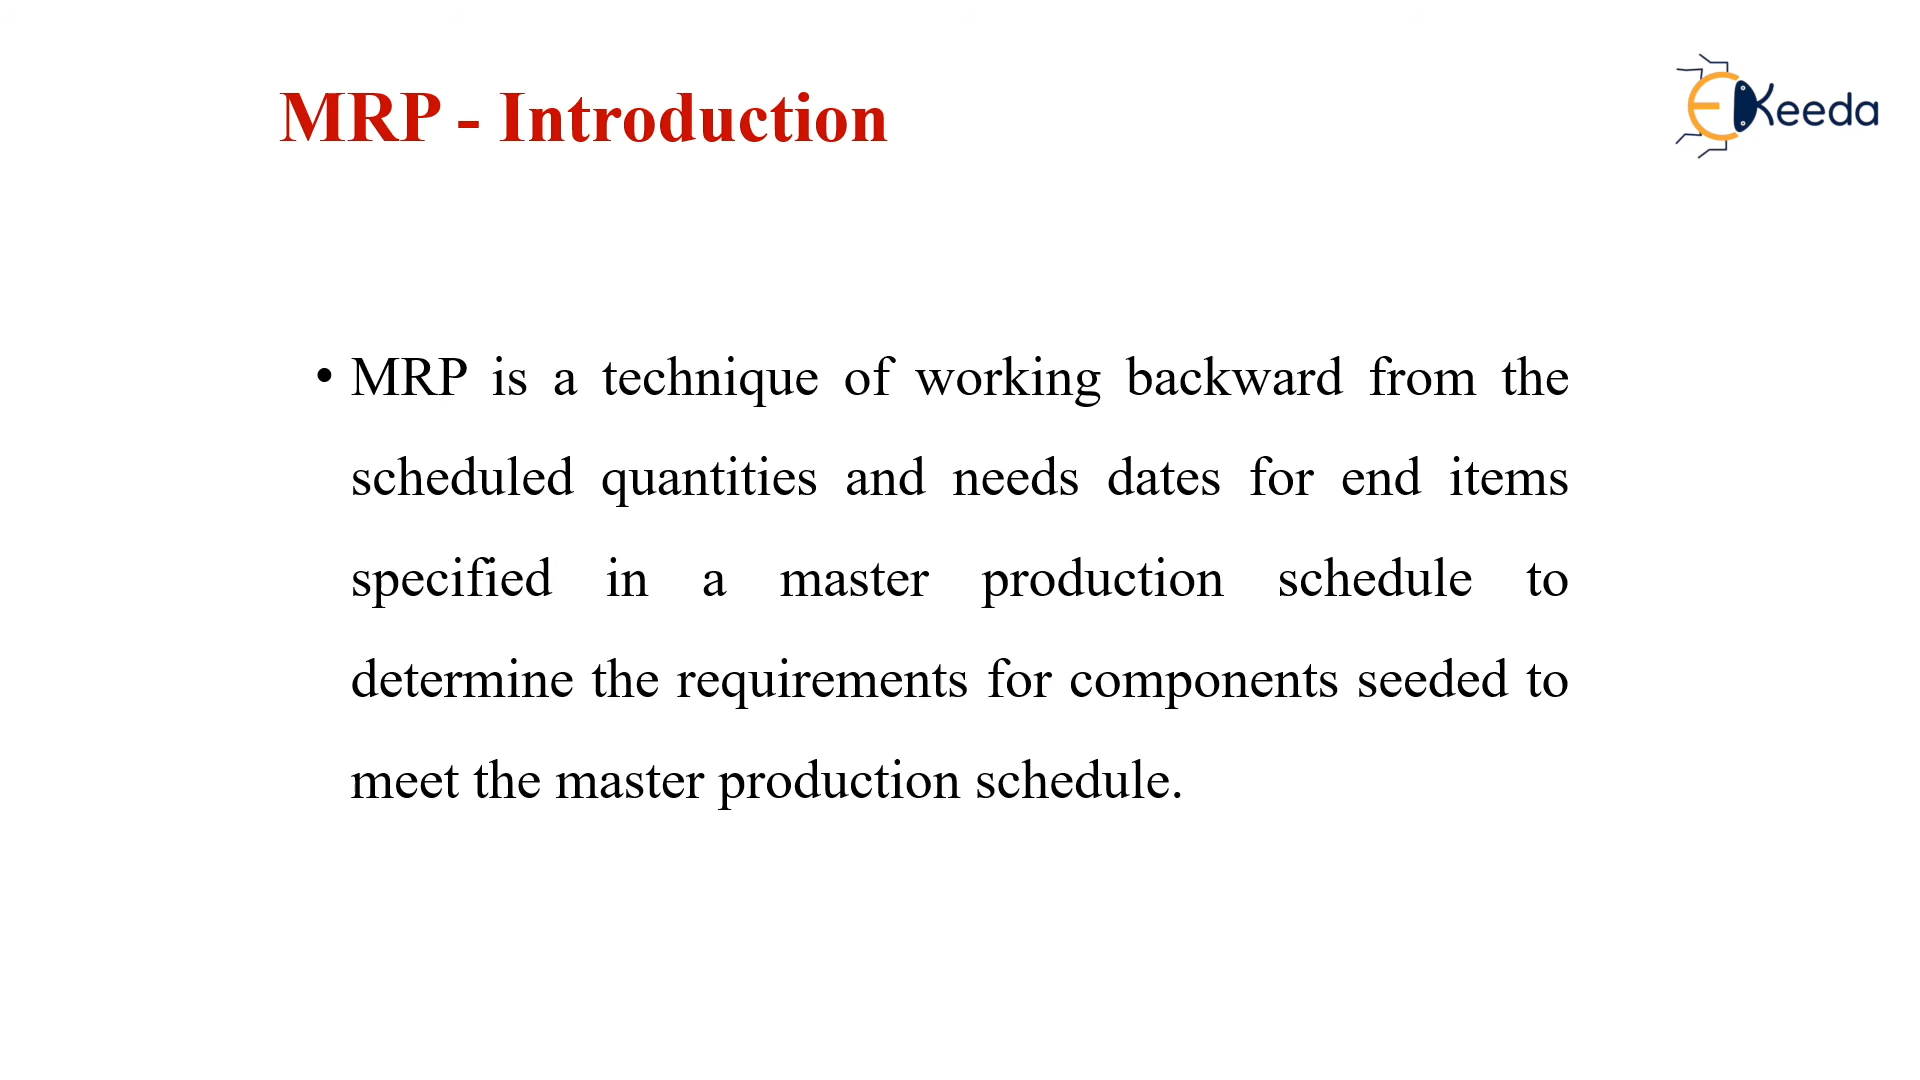 MRP - Introduction
EKeeda
• MRP is a technique of working backward from the
scheduled quantities and needs dates for end items
specified in a master production schedule to
determine the requirements for components seeded to
meet the master production schedule.